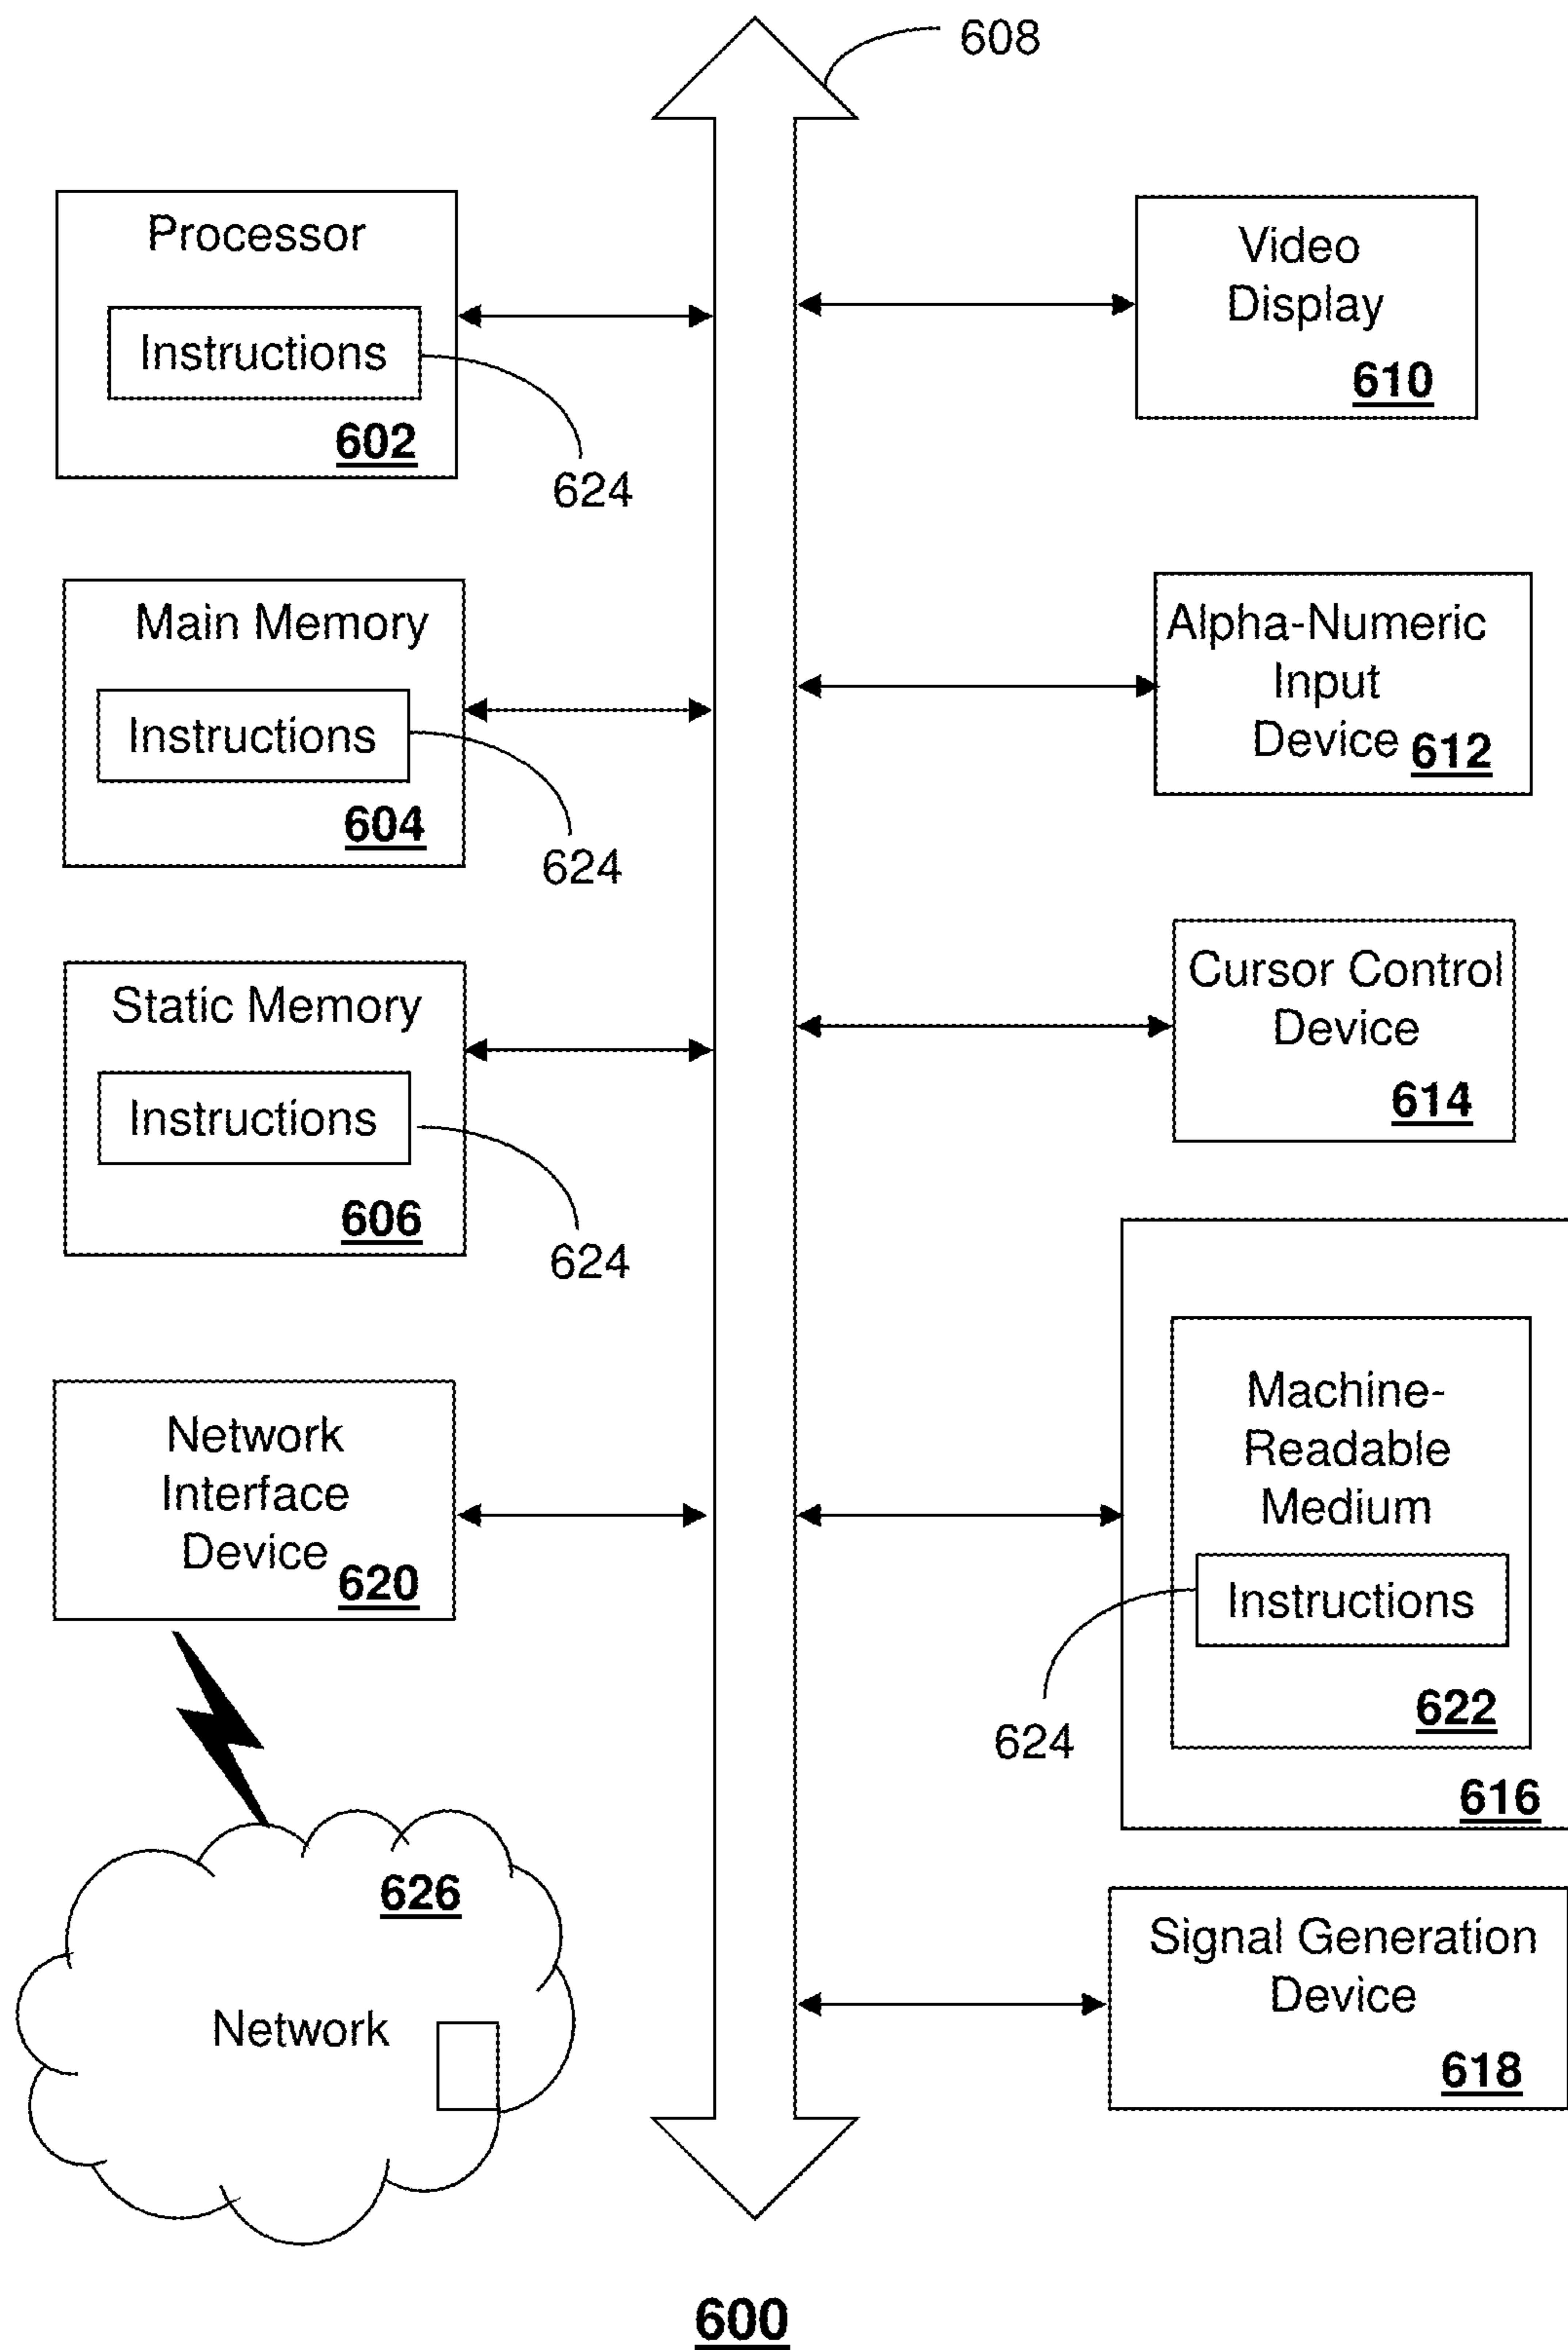 608
Processor
Instructions
602
624
Main Memory
Instructions
604
624
Static Memory
Instructions
606
624
Network
Interface
Device
620
626
Network
Video
Display
610
Alpha-Numeric
Input
Device
612
Cursor Control
Device
614
Machine-
Readable
Medium
Instructions
622
624
616
Signal Generation
Device
618
600